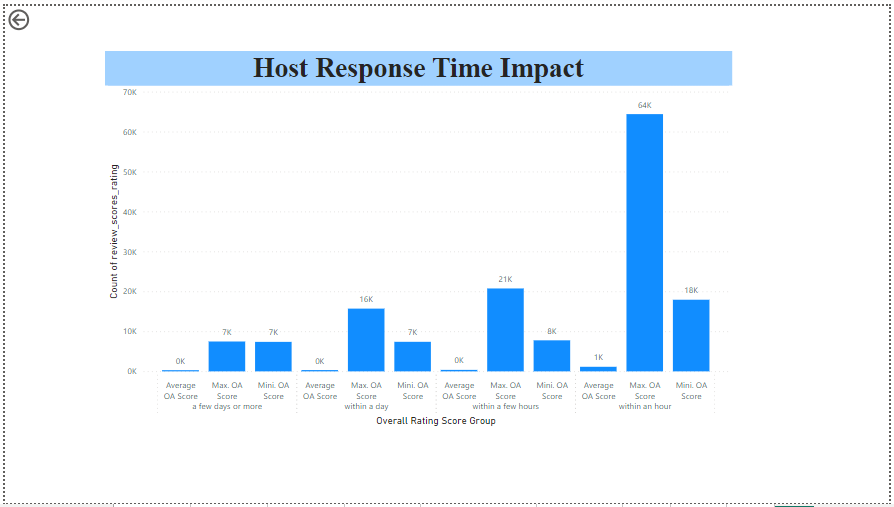 Host Response Time Impact
70K
60K
50K
40K
30K
20K
10K
0K
Count of review_scores_rating
0K
7K
7K
0K
16K
7K
0K
21K
8K
1K
64K
18K
Average OA Score
Max. OA Score
Mini. OA Score
Average OA Score
Max. OA Score
Mini. OA Score
Average OA Score
Max. OA Score
Mini. OA Score
Average OA Score
Max. OA Score
Mini. OA Score
a few days or more
within a day
within a few hours
within an hour
Overall Rating Score Group